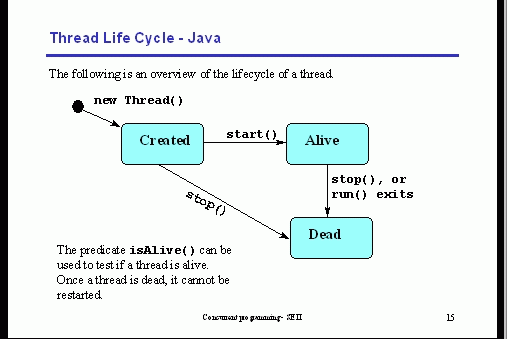 Thread Life Cycle - Java
The following is an overview of the lifecycle of a thread.
new Thread()
Created
start()
Alive
stop()
stop(), or
run() exits
Dead
The predicate isAlive() can be
used to test if a thread is alive.
Once a thread is dead, it cannot be
restarted.
Concurrent programming-
15